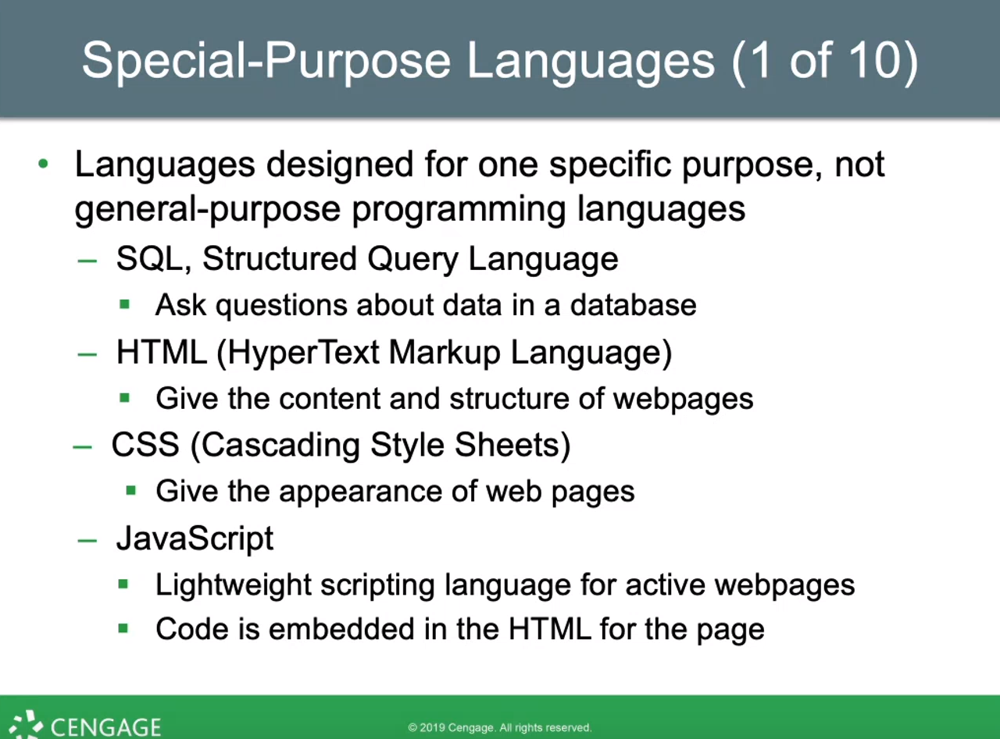 Special-Purpose Languages (1 of 10)
• Languages designed for one specific purpose, not
general-purpose programming languages
– SQL, Structured Query Language
▪ Ask questions about data in a database
– HTML (HyperText Markup Language)
▪ Give the content and structure of webpages
– CSS (Cascading Style Sheets)
▪ Give the appearance of web pages
– JavaScript
▪ Lightweight scripting language for active webpages
▪ Code is embedded in the HTML for the page
CENGAGE
© 2019 Cengage. All rights reserved.